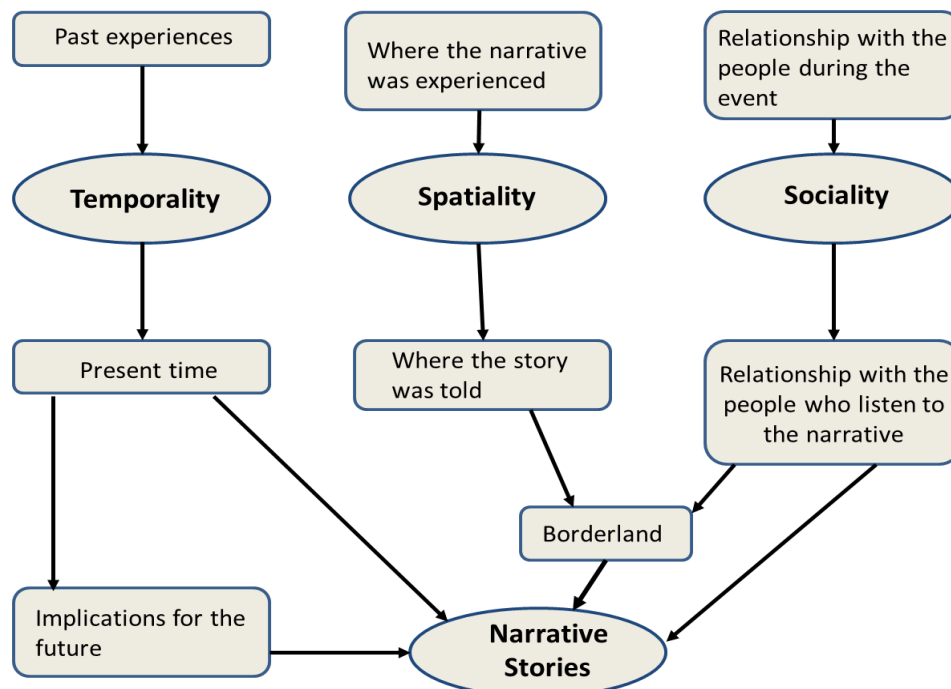 Past experiences
Where the narrative
was experienced
Relationship with the
people during the
event
Temporality
Spatiality
Sociality
Present time
Where the story
was told
Relationship with the
people who listen to
the narrative
Borderland
Implications for the
future
Narrative
Stories